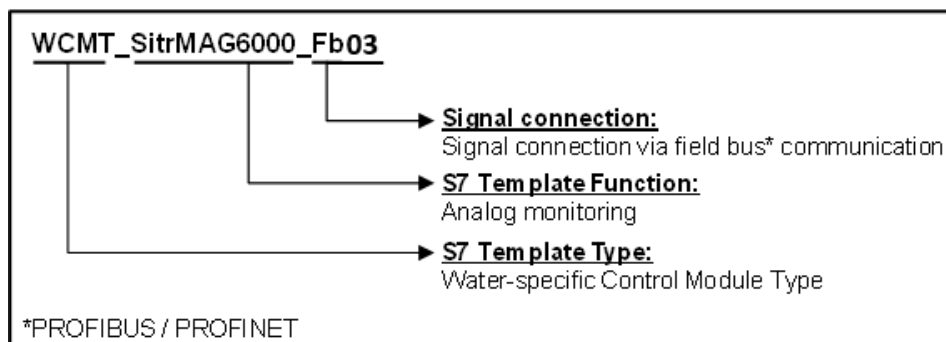 WCMT_SitrMAG6000_Fb03
Signal connection:
Signal connection via field bus* communication
S7 Template Function:
Analog monitoring
S7 Template Type:
Water-specific Control Module Type
*PROFIBUS / PROFINET